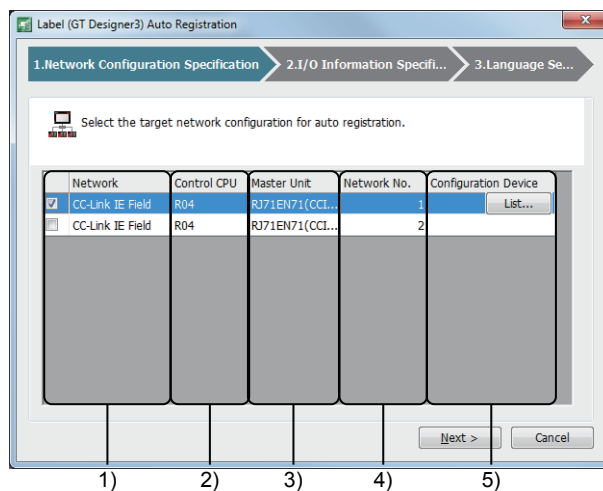 Label (GT Designer3) Auto Registration
1.Network Configuration Specification 2.I/O Information Specifi... 3.Language Se...
Select the target network configuration for auto registration.
Network Control CPU Master Unit Network No. Configuration Device
CC-Link IE Field R04 RJ71EN71(CCI... 1 List...
CC-Link IE Field R04 RJ71EN71(CCI... 2
Next > Cancel
1) 2) 3) 4) 5)